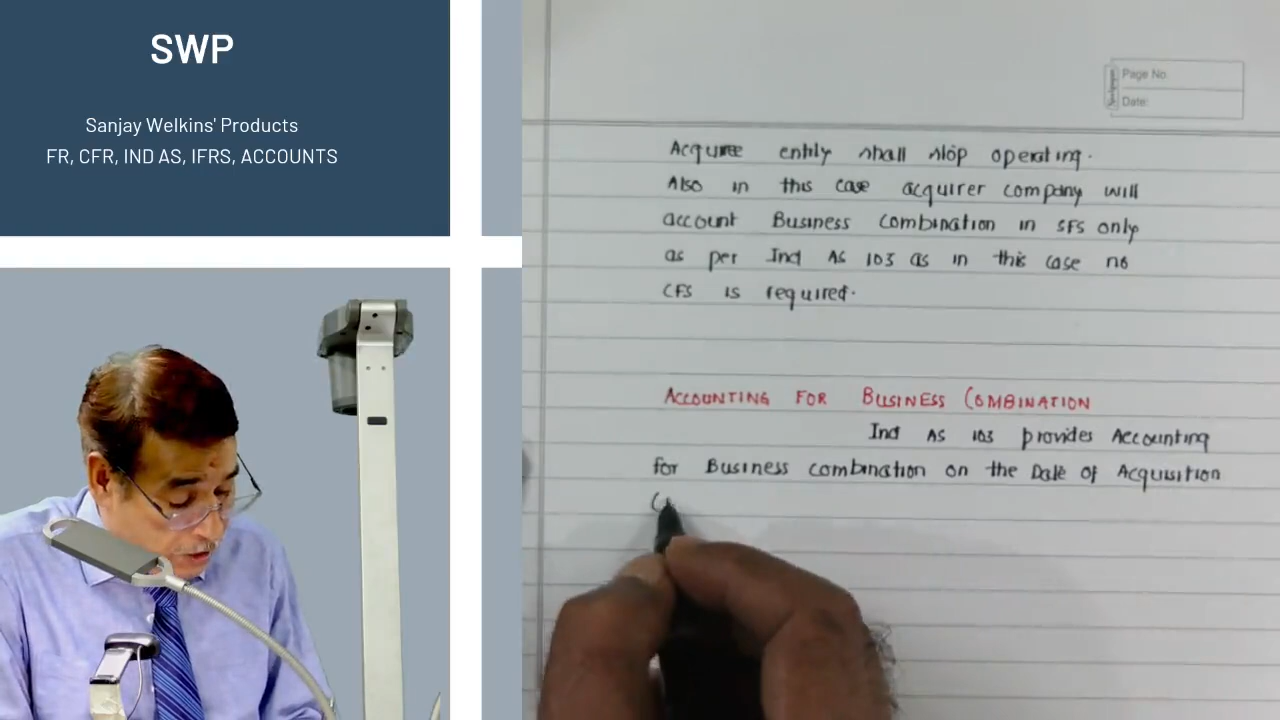 SWP
Sanjay Welkins' Products
FR, CFR, IND AS, IFRS, ACCOUNTS
Page No.
Date:
Acquiree entity shall stop operating.
Also in this case acquirer company will
account Business Combination in SFS only
as per Ind AS 103 as in this case no
CFS is required.
ACCOUNTING FOR BUSINESS COMBINATION
Ind AS 103 provides Accounting
for Business combination on the Date of Acquisition